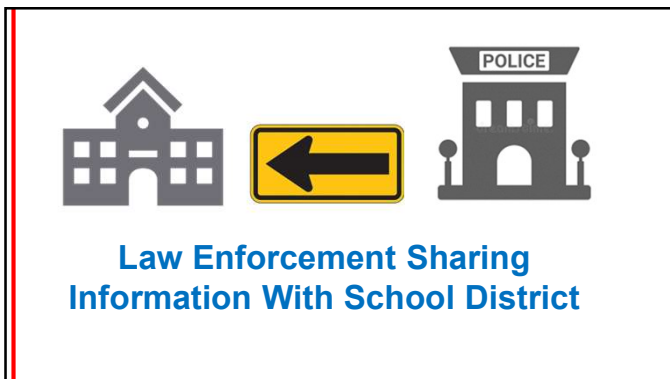 POLICE
Law Enforcement Sharing
Information With School District